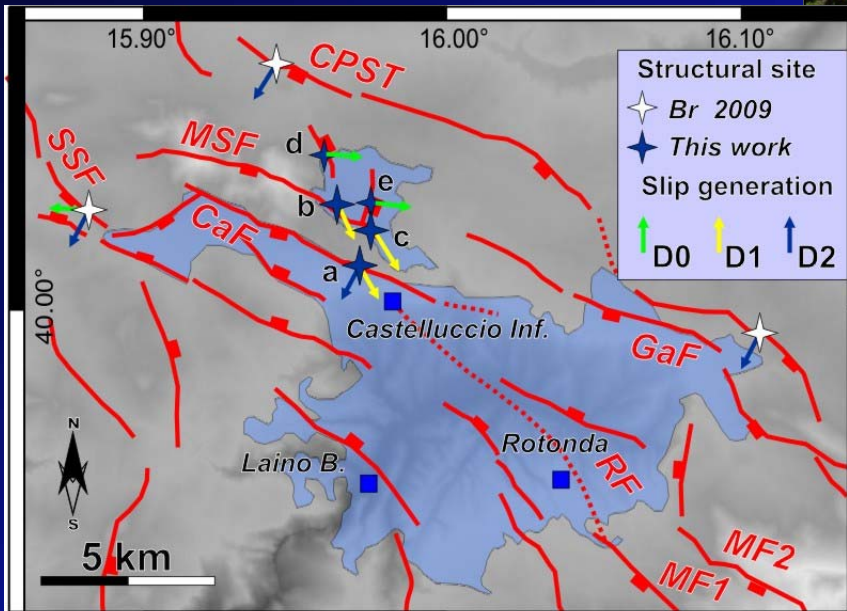 15.90°
16.00°
16.10°
40.00°
CPST
SSF
MSF
CaF
d
e
b
c
a
Castelluccio Inf.
GaF
Laino B.
Rotonda
RF
MF1
MF2
N
S
5 km
Structural site
Br 2009
This work
Slip generation
D0
D1
D2